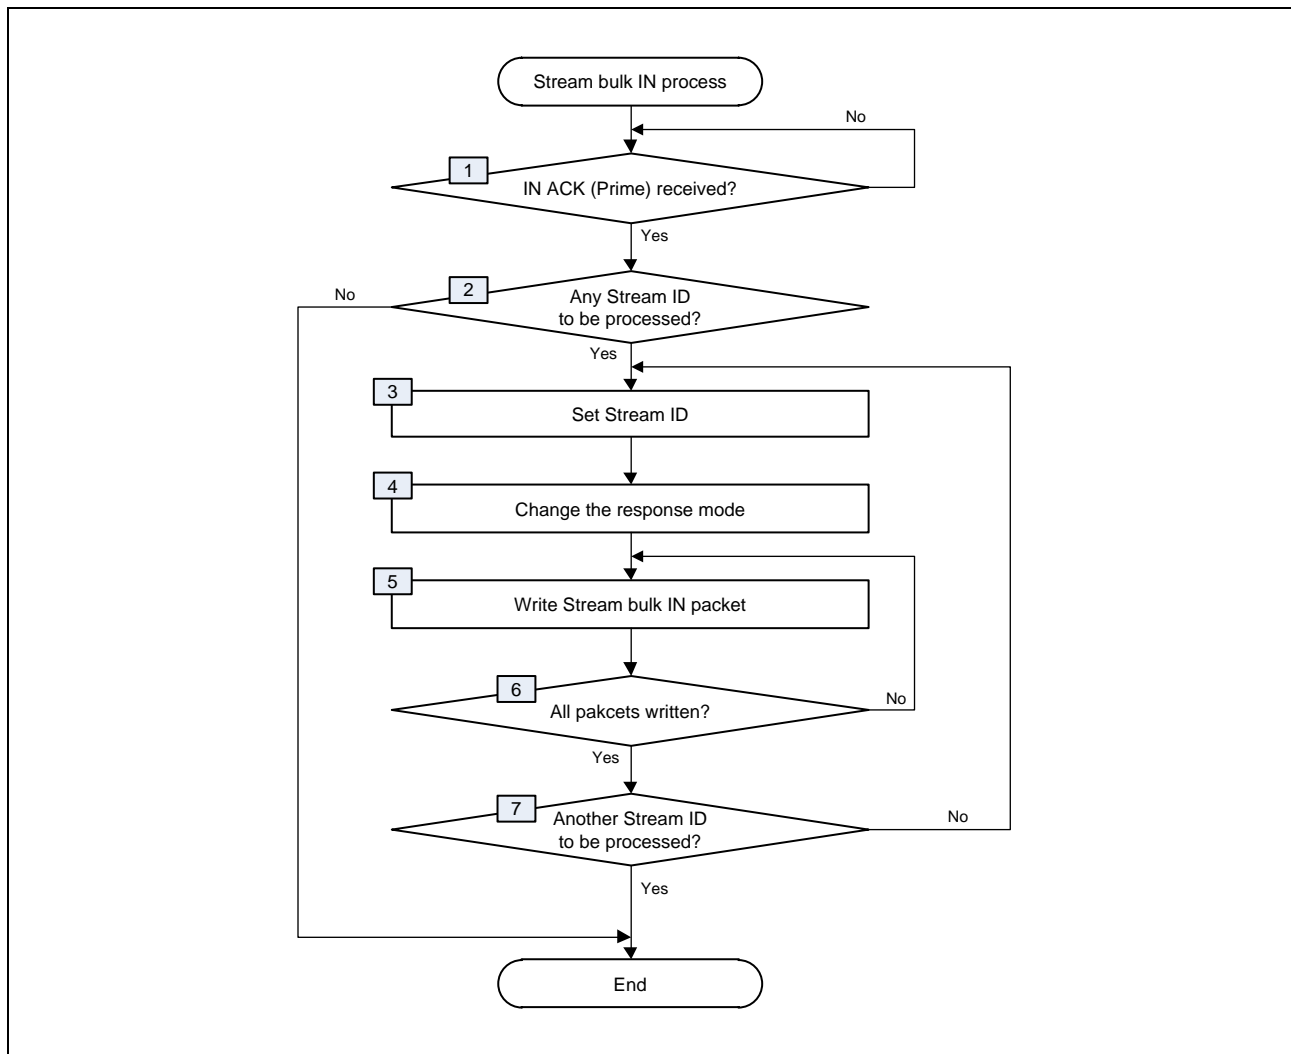 Stream bulk IN process
No
1
IN ACK (Prime) received?
Yes
2
No
Any Stream ID
to be processed?
Yes
3
Set Stream ID
4
Change the response mode
5
Write Stream bulk IN packet
6
All pakcets written?
No
Yes
7
Another Stream ID
to be processed?
No
Yes
End